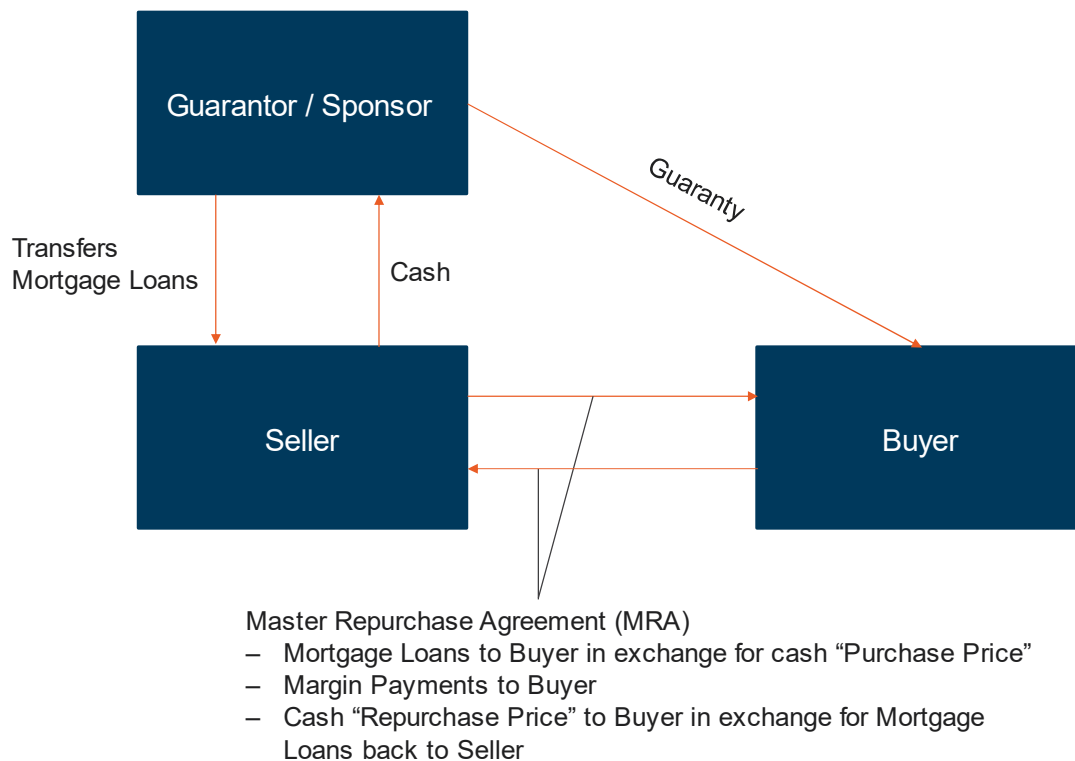 Guarantor / Sponsor
Guaranty
Transfers
Mortgage Loans
Cash
Seller
Buyer
Master Repurchase Agreement (MRA)
– Mortgage Loans to Buyer in exchange for cash “Purchase Price”
– Margin Payments to Buyer
– Cash “Repurchase Price” to Buyer in exchange for Mortgage
Loans back to Seller